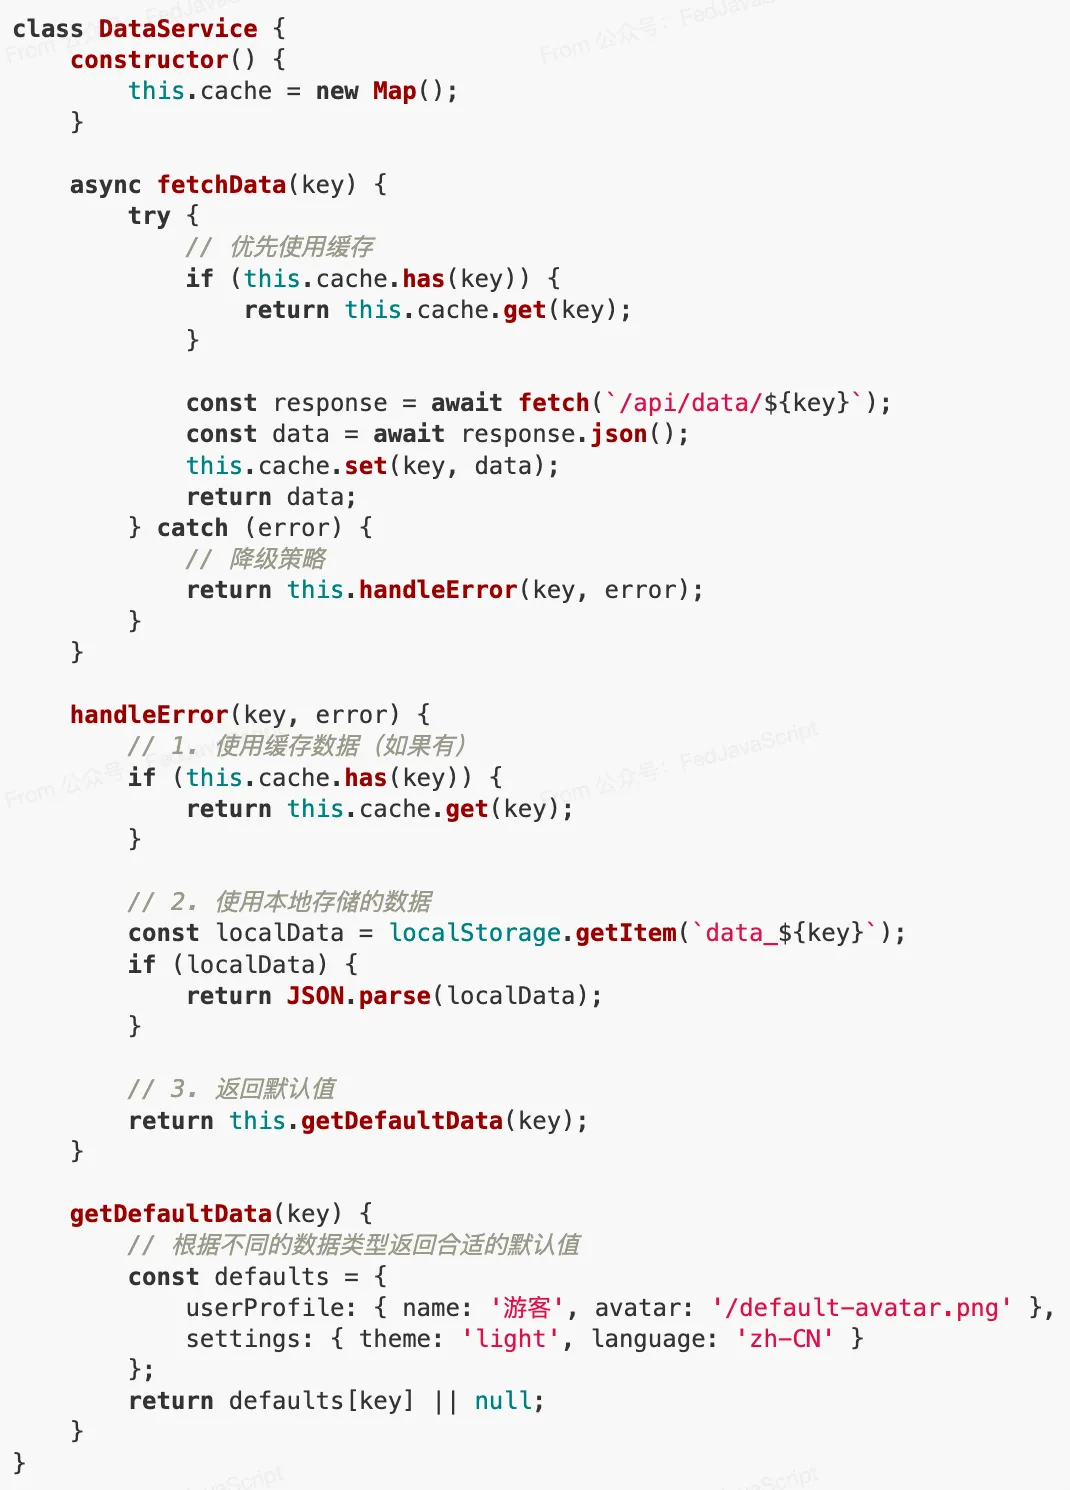 class DataService {
    constructor() {
        this.cache = new Map();
    }

    async fetchData(key) {
        try {
            // 优先使用缓存
            if (this.cache.has(key)) {
                return this.cache.get(key);
            }

            const response = await fetch(`/api/data/${key}`);
            const data = await response.json();
            this.cache.set(key, data);
            return data;
        } catch (error) {
            // 降级策略
            return this.handleError(key, error);
        }
    }

    handleError(key, error) {
        // 1. 使用缓存数据（如果有）
        if (this.cache.has(key)) {
            return this.cache.get(key);
        }

        // 2. 使用本地存储的数据
        const localData = localStorage.getItem(`data_${key}`);
        if (localData) {
            return JSON.parse(localData);
        }

        // 3. 返回默认值
        return this.getDefaultData(key);
    }

    getDefaultData(key) {
        // 根据不同的数据类型返回合适的默认值
        const defaults = {
            userProfile: { name: '游客', avatar: '/default-avatar.png' },
            settings: { theme: 'light', language: 'zh-CN' }
        };
        return defaults[key] || null;
    }
}
From 公众号：FedJavaScript